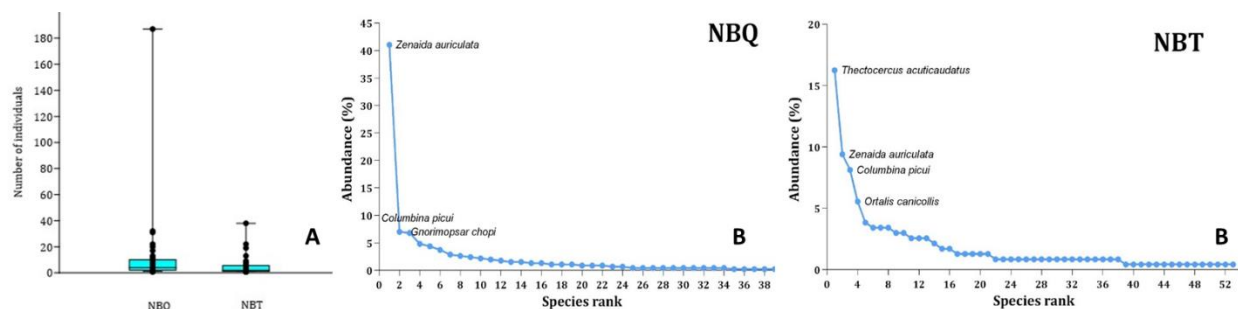 Number of individuals
180
160
140
120
100
80
60
40
20
0
NBQ
NBT
A
NBQ
Abundance (%)
45
40
35
30
25
20
15
10
5
0
Zenaida auriculata
Columbina picui
Gnorimopsar chopi
B
0 2 4 6 8 10 12 14 16 18 20 22 24 26 28 30 32 34 36 38
Species rank
NBT
Abundance (%)
20
15
10
5
0
Thectocercus acuticaudatus
Zenaida auriculata
Columbina picui
Ortalis canicollis
B
0 4 8 12 16 20 24 28 32 36 40 44 48 52
Species rank